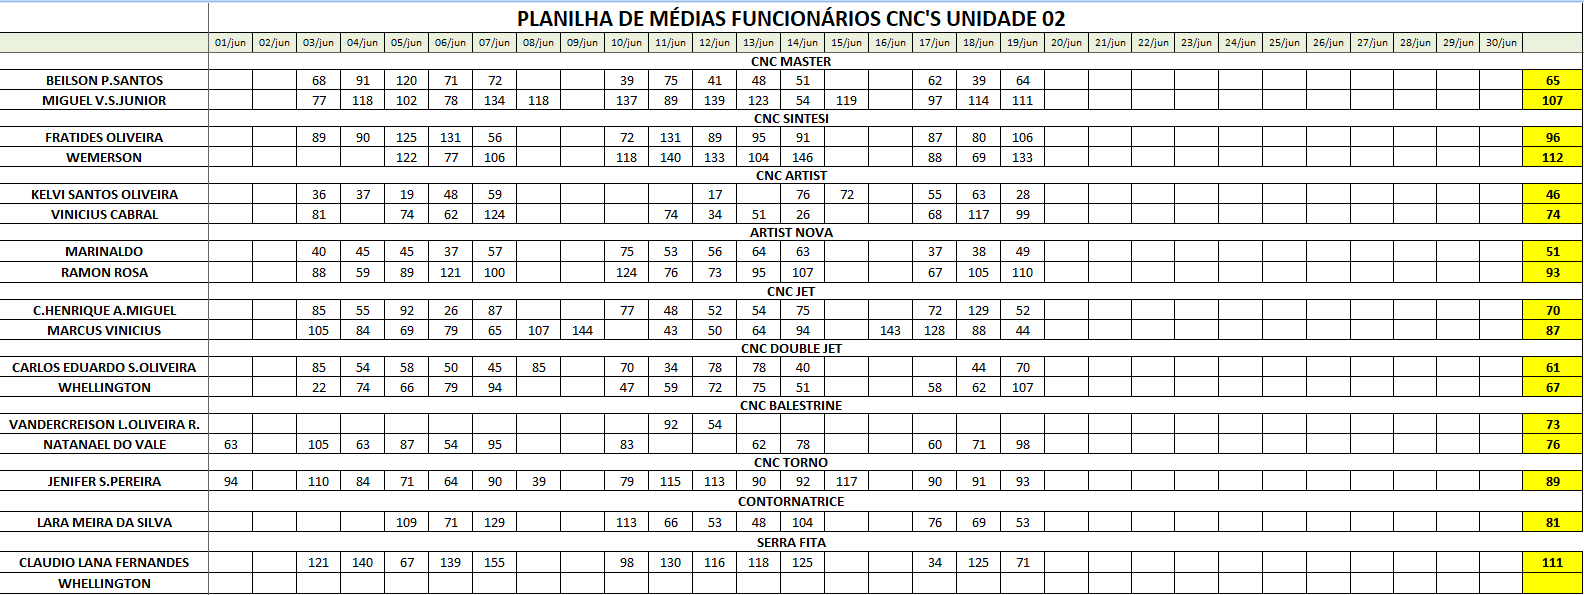 PLANILHA DE MÉDIAS FUNCIONÁRIOS CNC'S UNIDADE 02
01/jun 02/jun 03/jun 04/jun 05/jun 06/jun 07/jun 08/jun 09/jun 10/jun 11/jun 12/jun 13/jun 14/jun 15/jun 16/jun 17/jun 18/jun 19/jun 20/jun 21/jun 22/jun 23/jun 24/jun 25/jun 26/jun 27/jun 28/jun 29/jun 30/jun
CNC MASTER
BEILSON P.SANTOS 68 91 120 71 72 39 75 41 48 51 62 39 64 65
MIGUEL V.S.JUNIOR 77 118 102 78 134 118 137 89 139 123 54 119 97 114 111 107
CNC SINTESI
FRATIDES OLIVEIRA 89 90 125 131 56 72 131 89 95 91 87 80 106 96
WEMERSON 122 77 106 118 140 133 104 146 88 69 133 112
CNC ARTIST
KELVI SANTOS OLIVEIRA 36 37 19 48 59 17 76 72 55 63 28 46
VINICIUS CABRAL 81 74 62 124 74 34 51 26 68 117 99 74
ARTIST NOVA
MARINALDO 40 45 45 37 57 75 53 56 64 63 37 38 49 51
RAMON ROSA 88 59 89 121 100 124 76 73 95 107 67 105 110 93
CNC JET
C.HENRIQUE A.MIGUEL 85 55 92 26 87 77 48 52 54 75 72 129 52 70
MARCUS VINICIUS 105 84 69 79 65 107 144 43 50 64 94 143 128 88 44 87
CNC DOUBLE JET
CARLOS EDUARDO S.OLIVEIRA 85 54 58 50 45 85 70 34 78 78 40 44 70 61
WHELLINGTON 22 74 66 79 94 47 59 72 75 51 58 62 107 67
CNC BALESTRINE
VANDERCREISON L.OLIVEIRA R. 92 54 73
NATANAEL DO VALE 63 105 63 87 54 95 83 62 78 60 71 98 76
CNC TORNO
JENIFER S.PEREIRA 94 110 84 71 64 90 39 79 115 113 90 92 117 90 91 93 89
CONTORNATRICE
LARA MEIRA DA SILVA 109 71 129 113 66 53 48 104 76 69 53 81
SERRA FITA
CLAUDIO LANA FERNANDES 121 140 67 139 155 98 130 116 118 125 34 125 71 111
WHELLINGTON